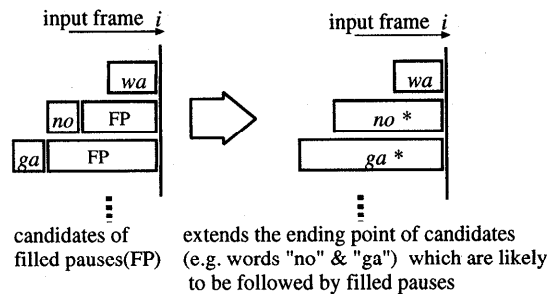 input frame i
wa
no FP
ga FP
candidates of
filled pauses(FP)
input frame i
wa
no *
ga *
extends the ending point of candidates
(e.g. words "no" & "ga") which are likely
to be followed by filled pauses